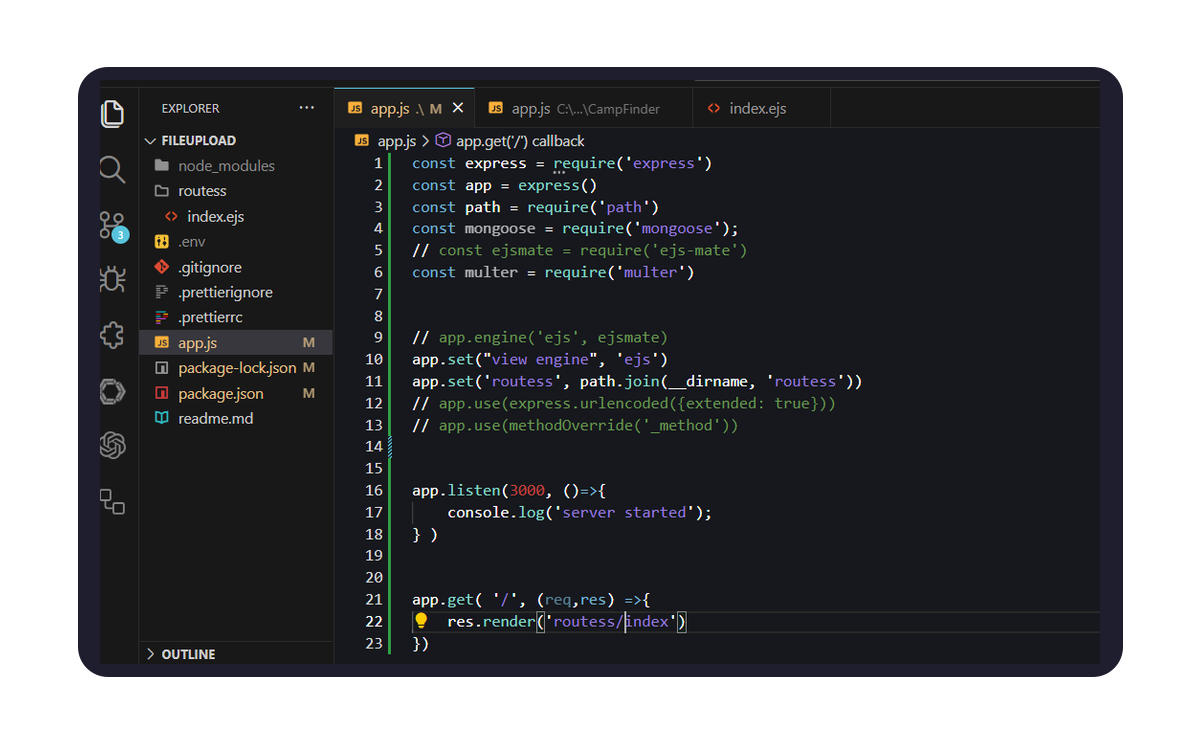 EXPLORER ...
FILEUPLOAD
node_modules
routess
index.ejs
.env
.gitignore
.prettierignore
.prettierrc
app.js M
package-lock.json M
package.json M
readme.md
OUTLINE
3
app.js .\ M
app.js C:\...\CampFinder
index.ejs
app.js > app.get('/') callback
1 const express = require('express')
2 const app = express()
3 const path = require('path')
4 const mongoose = require('mongoose');
5 // const ejsmate = require('ejs-mate')
6 const multer = require('multer')
7
8
9 // app.engine('ejs', ejsmate)
10 app.set("view engine", 'ejs')
11 app.set('routess', path.join(__dirname, 'routess'))
12 // app.use(express.urlencoded({extended: true}))
13 // app.use(methodOverride('_method'))
14
15
16 app.listen(3000, ()=>{
17 console.log('server started');
18 } )
19
20
21 app.get( '/', (req,res) =>{
22 res.render('routess/index')
23 })